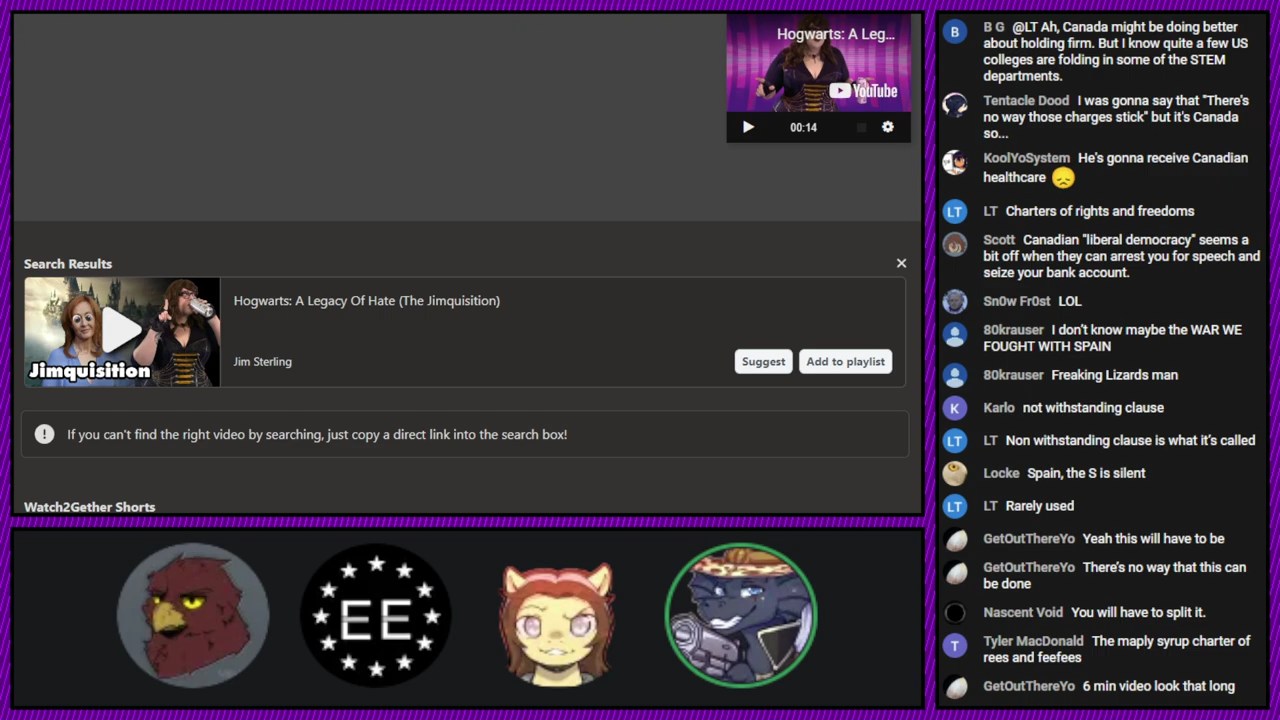 Hogwarts: A Leg...
YouTube
00:14
Search Results
Hogwarts: A Legacy Of Hate (The Jimquisition)
Jim Sterling
Suggest
Add to playlist
Jimquisition
If you can't find the right video by searching, just copy a direct link into the search box!
Watch2Gether Shorts
EE
B
B G @LT Ah, Canada might be doing better
about holding firm. But I know quite a few US
colleges are folding in some of the STEM
departments.
Tentacle Dood I was gonna say that "There's
no way those charges stick" but it's Canada
so...
KoolYoSystem He's gonna receive Canadian
healthcare
LT
LT Charters of rights and freedoms
Scott Canadian "liberal democracy" seems a
bit off when they can arrest you for speech and
seize your bank account.
Sn0w Fr0st LOL
80krauser I don't know maybe the WAR WE
FOUGHT WITH SPAIN
80krauser Freaking Lizards man
K
Karlo not withstanding clause
LT
LT Non withstanding clause is what it's called
Locke Spain, the S is silent
LT
LT Rarely used
GetOutThereYo Yeah this will have to be
GetOutThereYo There's no way that this can
be done
Nascent Void You will have to split it.
T
Tyler MacDonald The maply syrup charter of
rees and feefees
GetOutThereYo 6 min video look that long